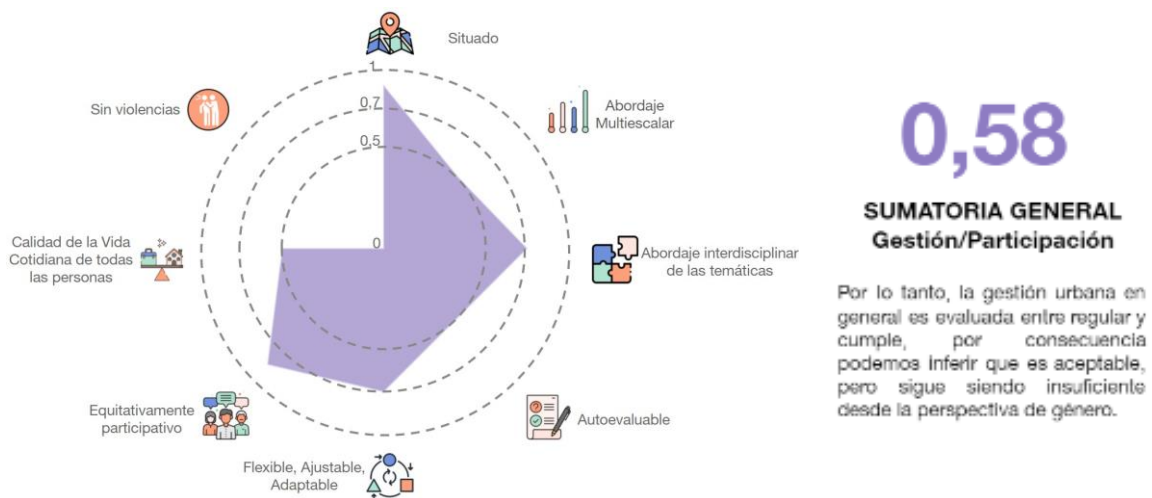 Situado
Sin violencias
Abordaje
Multiescalar
1
0,7
0,5
0
Calidad de la Vida
Cotidiana de todas
las personas
Abordaje interdisciplinar
de las temáticas
Equitativamente
participativo
Autoevaluable
Flexible, Ajustable,
Adaptable
0,58
SUMATORIA GENERAL
Gestión/Participación
Por lo tanto, la gestión urbana en
general es evaluada entre regular y
cumple, por consecuencia
podemos inferir que es aceptable,
pero sigue siendo insuficiente
desde la perspectiva de género.